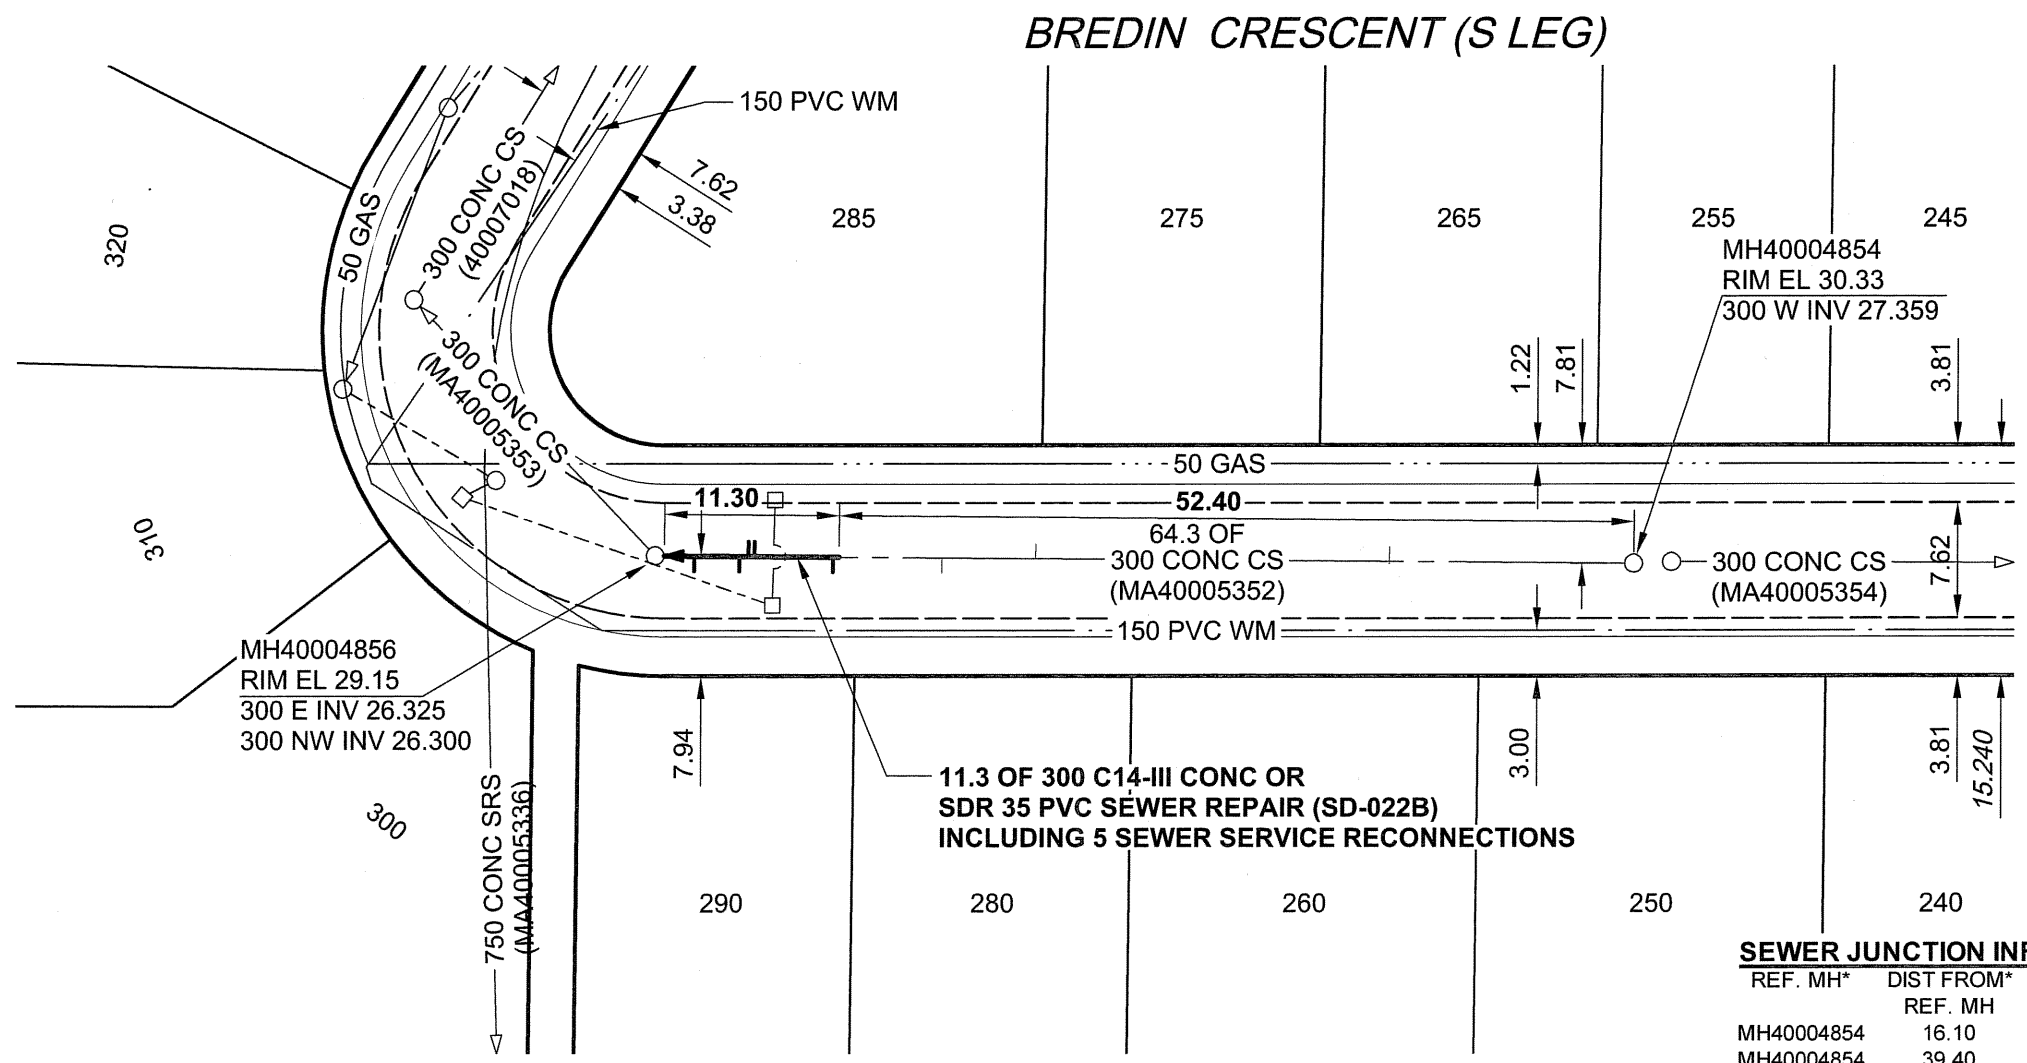 BREDIN CRESCENT (S LEG)
150 PVC WM
300 CONC CS
(40007018)
7.62
3.38
50 GAS
320
285
275
265
255
245
MH40004854
RIM EL 30.33
300 W INV 27.359
300 CONC CS
(MA40005353)
1.22
7.81
3.81
50 GAS
11.30
52.40
64.3 OF
300 CONC CS
(MA40005352)
300 CONC CS
(MA40005354)
7.62
310
150 PVC WM
MH40004856
RIM EL 29.15
300 E INV 26.325
300 NW INV 26.300
7.94
3.00
3.81
15.240
11.3 OF 300 C14-III CONC OR
SDR 35 PVC SEWER REPAIR (SD-022B)
INCLUDING 5 SEWER SERVICE RECONNECTIONS
300
750 CONC SRS
(MA40005336)
290
280
260
250
240
SEWER JUNCTION
REF. MH* DIST FROM*
REF. MH
MH40004854 16.10
MH40004854 39.40